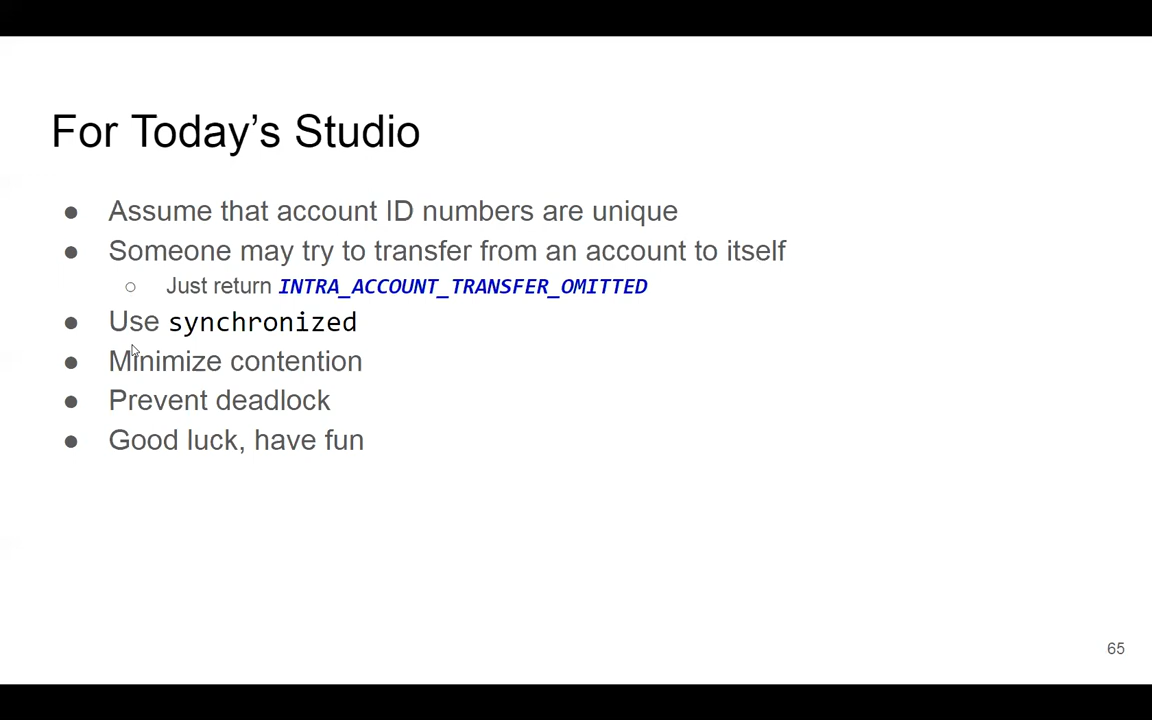 For Today’s Studio
● Assume that account ID numbers are unique
● Someone may try to transfer from an account to itself
○ Just return INTRA_ACCOUNT_TRANSFER_OMITTED
● Use synchronized
● Minimize contention
● Prevent deadlock
● Good luck, have fun
65